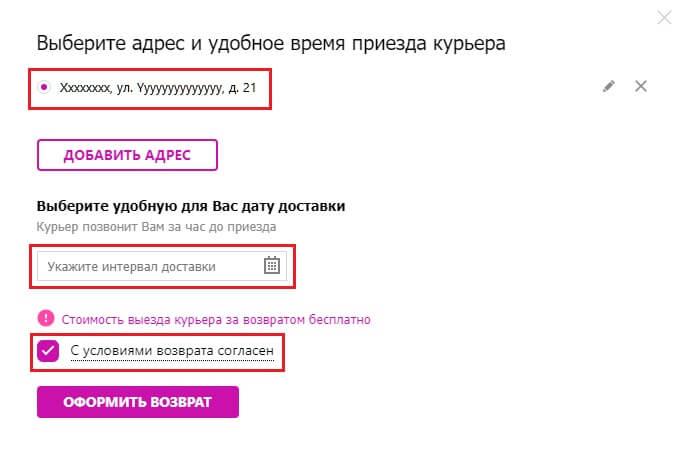 Выберите адрес и удобное время приезда курьера
Xxxxxxxx, ул. Yyyyyyyyyyyyyy, д. 21
ДОБАВИТЬ АДРЕС
Выберите удобную для Вас дату доставки
Курьер позвонит Вам за час до приезда
Укажите интервал доставки
Стоимость выезда курьера за возвратом бесплатно
С условиями возврата согласен
ОФОРМИТЬ ВОЗВРАТ